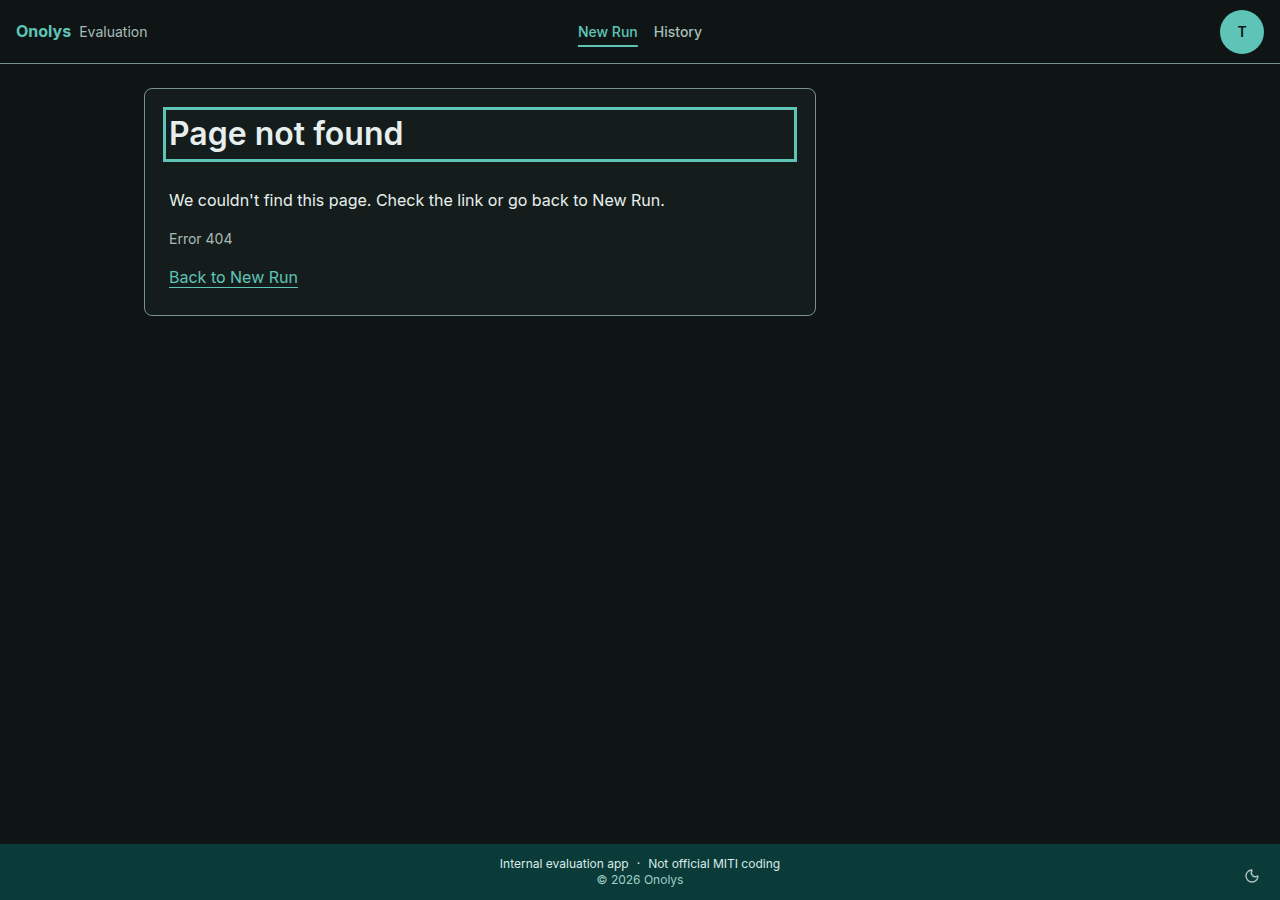 Onolys Evaluation New Run History T
Page not found
We couldn't find this page. Check the link or go back to New Run.
Error 404
Back to New Run
Internal evaluation app · Not official MITI coding
© 2026 Onolys